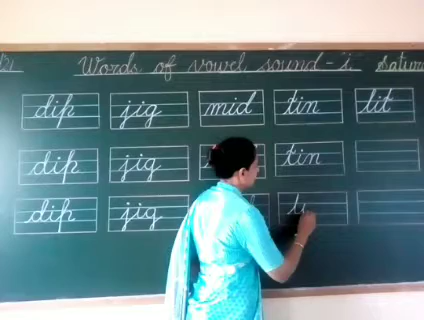 Words of vowel sound - "i"
dip jig mid tin lit
dip jig tin
dip jig